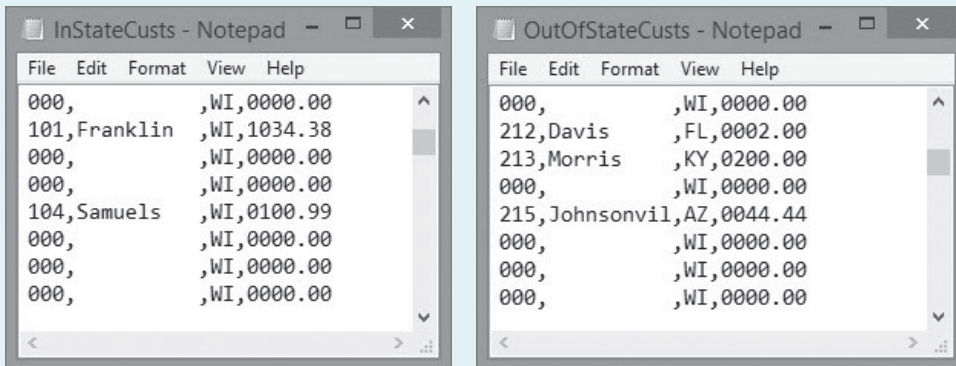 InStateCusts - Notepad
File Edit Format View Help
000,          ,WI,0000.00
101,Franklin  ,WI,1034.38
000,          ,WI,0000.00
000,          ,WI,0000.00
104,Samuels   ,WI,0100.99
000,          ,WI,0000.00
000,          ,WI,0000.00
000,          ,WI,0000.00
OutOfStateCusts - Notepad
File Edit Format View Help
000,          ,WI,0000.00
212,Davis     ,FL,0002.00
213,Morris    ,KY,0200.00
000,          ,WI,0000.00
215,Johnsonvil,AZ,0044.44
000,          ,WI,0000.00
000,          ,WI,0000.00
000,          ,WI,0000.00